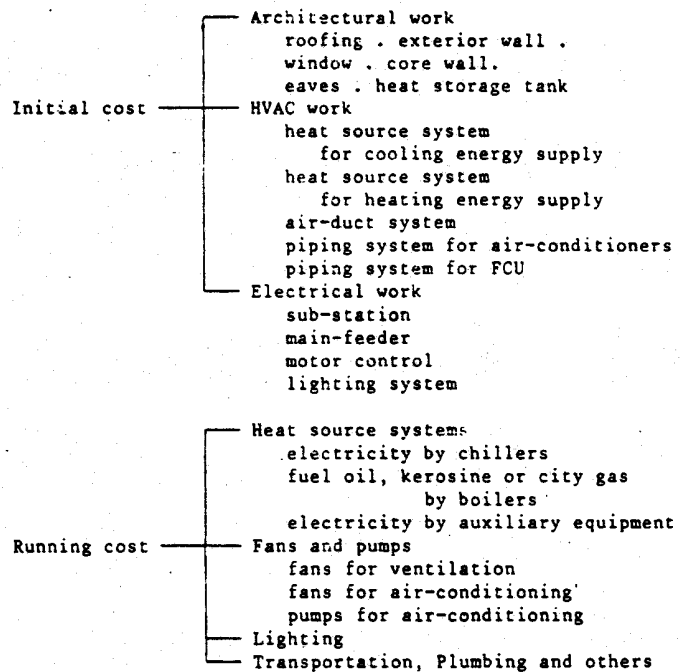 Architectural work
roofing . exterior wall .
window . core wall.
eaves . heat storage tank
Initial cost
HVAC work
heat source system
for cooling energy supply
heat source system
for heating energy supply
air-duct system
piping system for air-conditioners
piping system for FCU
Electrical work
sub-station
main-feeder
motor control
lighting system
Heat source systems
electricity by chillers
fuel oil, kerosine or city gas
by boilers
electricity by auxiliary equipment
Running cost
Fans and pumps
fans for ventilation
fans for air-conditioning
pumps for air-conditioning
Lighting
Transportation, Plumbing and others